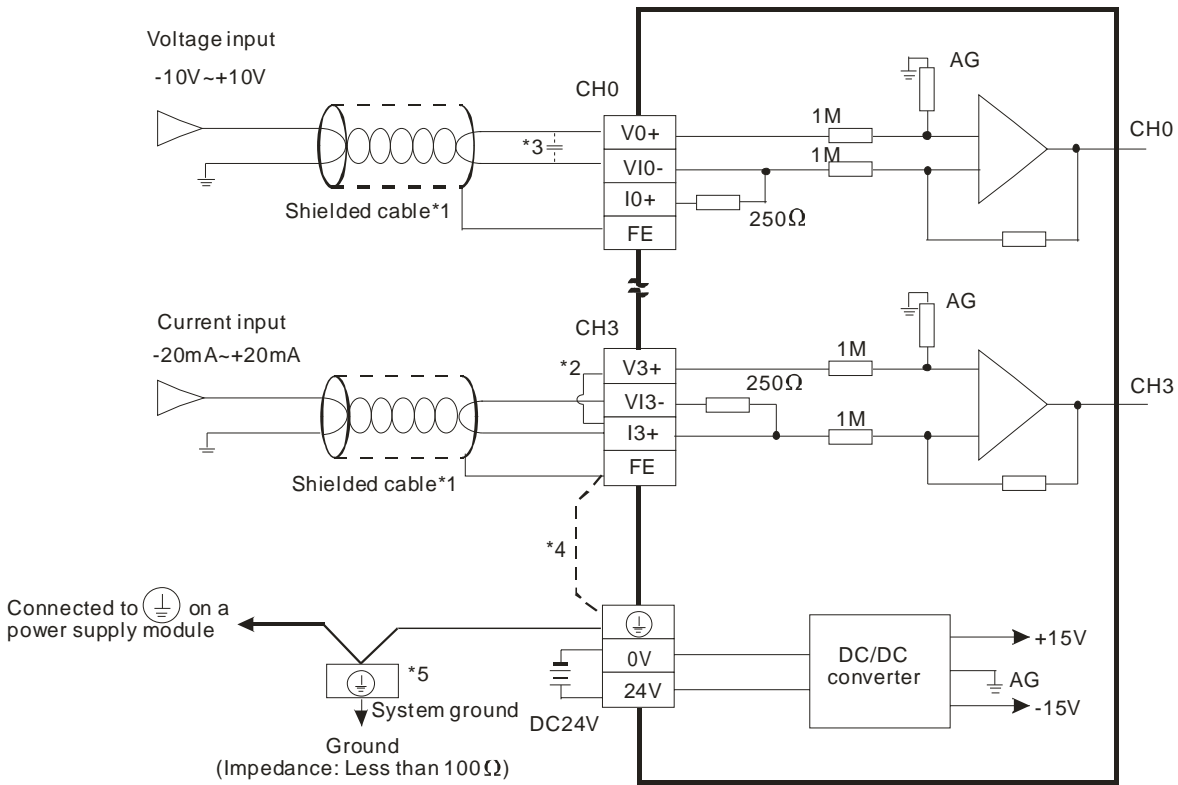 Voltage input
-10V~+10V
CH0
V0+
VI0-
I0+
FE
*3
Shielded cable*1
1M
1M
250Ω
AG
CH0
Current input
-20mA~+20mA
CH3
*2
V3+
VI3-
I3+
FE
Shielded cable*1
250Ω
1M
1M
AG
CH3
*4
Connected to on a
power supply module
*5
System ground
Ground
(Impedance: Less than 100Ω)
0V
24V
DC24V
DC/DC
converter
+15V
AG
-15V